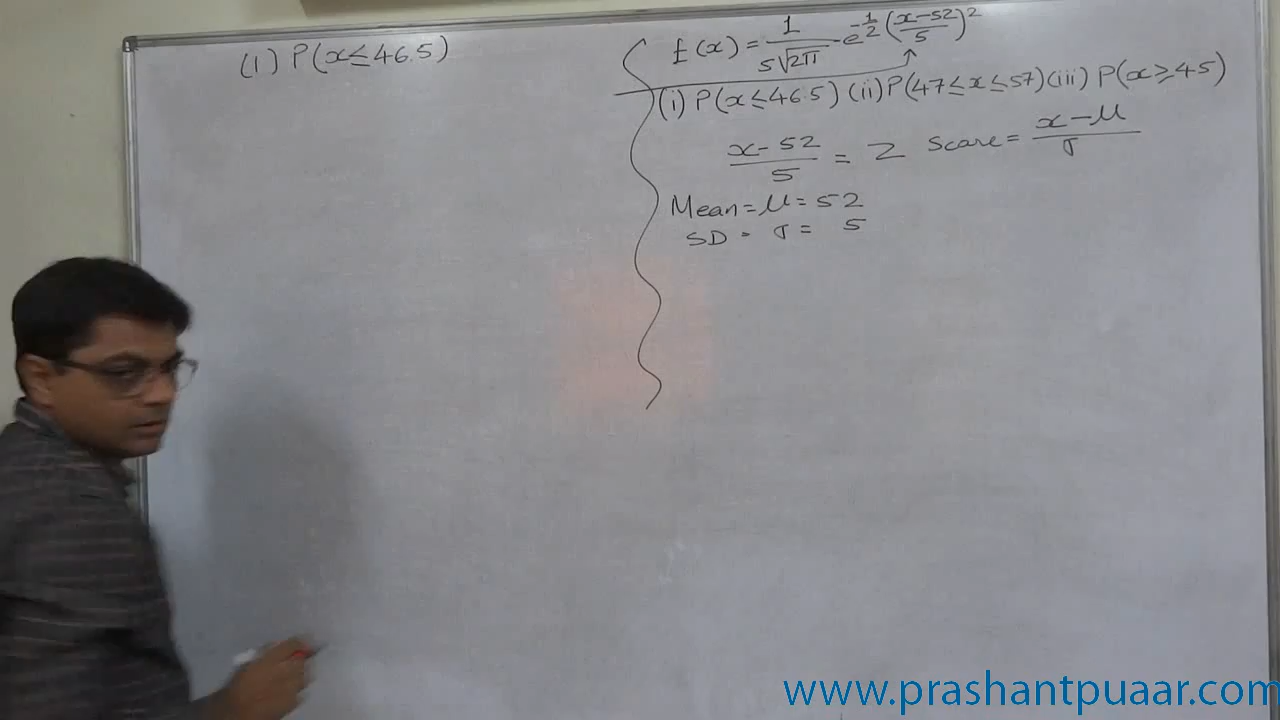 (1) P(x≤46.5)
f(x) = 1/(5√2π) · e^-1/2 ((x-52)/5)^2
(i) P(x≤46.5) (ii) P(47≤x≤57) (iii) P(x≥45)
(x-52)/5 = Z Score = (x-μ)/σ
Mean = μ = 52
SD = σ = 5
www.prashantpuaar.com